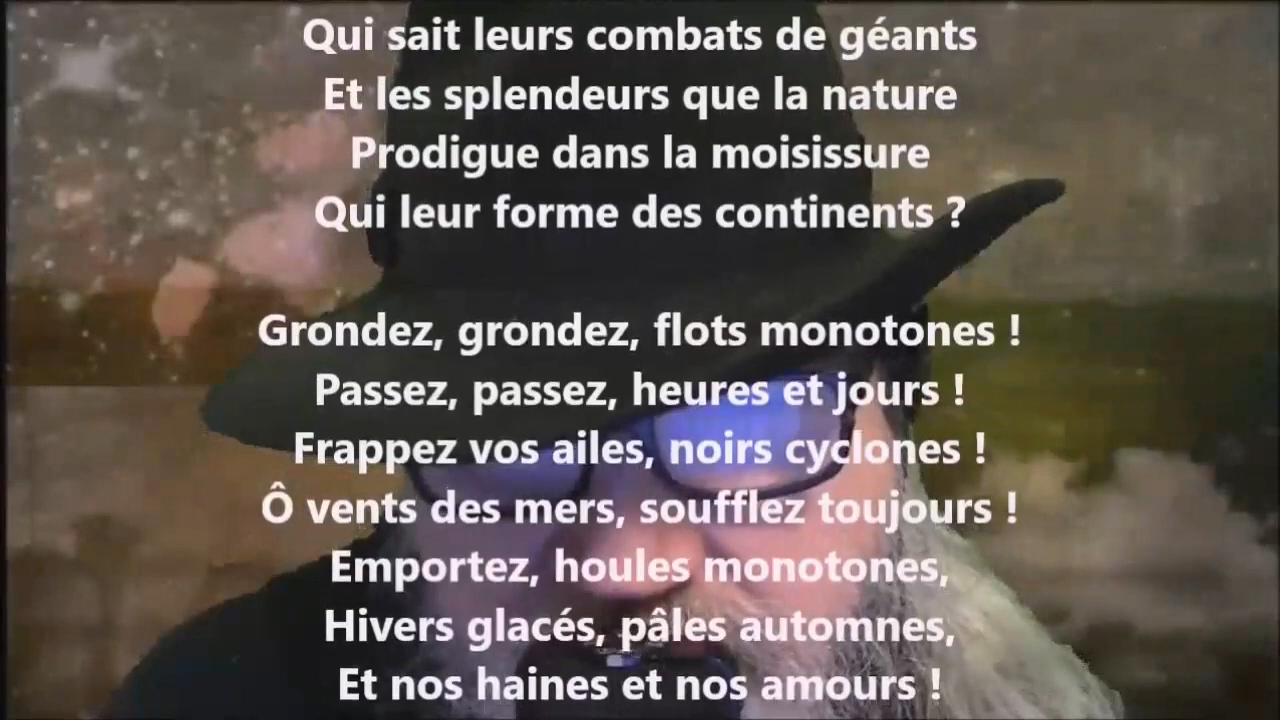 Qui sait leurs combats de géants
Et les splendeurs que la nature
Prodigue dans la moisissure
Qui leur forme des continents ?
Grondez, grondez, flots monotones !
Passez, passez, heures et jours !
Frappez vos ailes, noirs cyclones !
Ô vents des mers, soufflez toujours !
Emportez, houles monotones,
Hivers glacés, pâles automnes,
Et nos haines et nos amours !